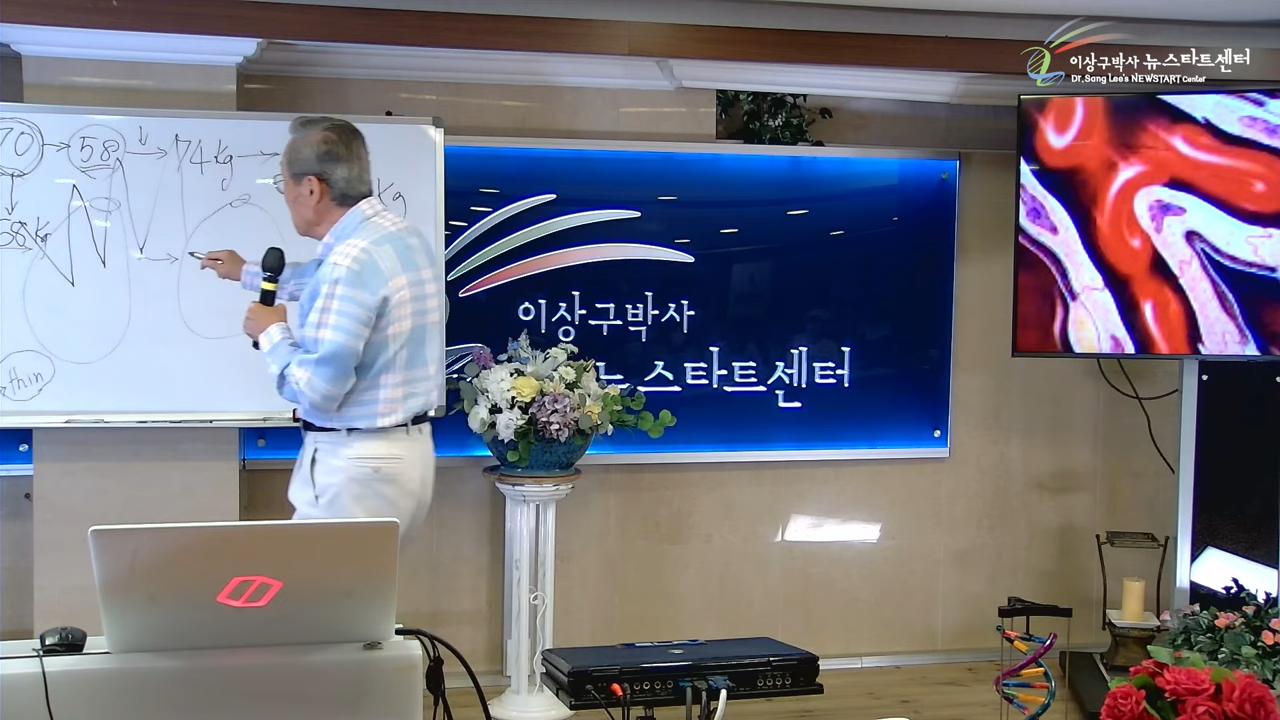 이상구박사 뉴스타트센터
Dr. Sang Lee's NEWSTART Center
70 → 58 ↓ → 74 kg →
58 kg
kg
thin
이상구박사
뉴스타트센터